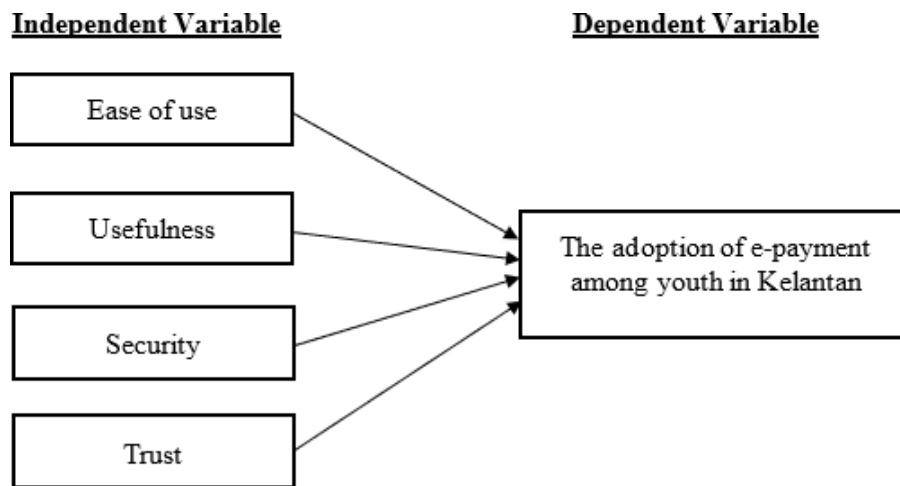 Independent Variable
Dependent Variable
Ease of use
Usefulness
The adoption of e-payment
among youth in Kelantan
Security
Trust